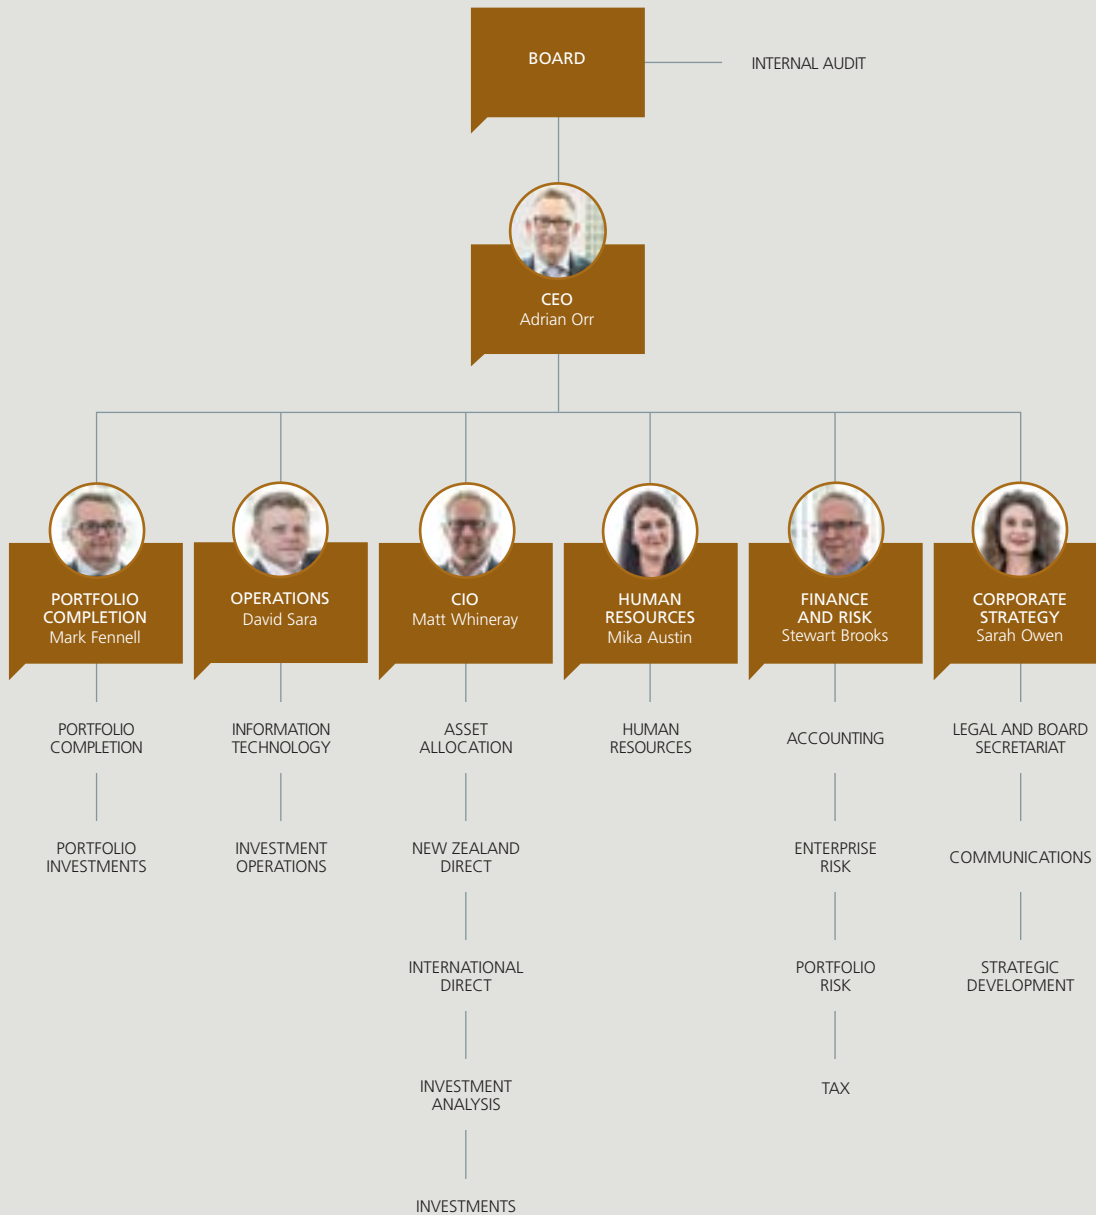 BOARD
INTERNAL AUDIT
CEO
Adrian Orr
PORTFOLIO
COMPLETION
Mark Fennell
OPERATIONS
David Sara
CIO
Matt Whineray
HUMAN
RESOURCES
Mika Austin
FINANCE
AND RISK
Stewart Brooks
CORPORATE
STRATEGY
Sarah Owen
PORTFOLIO
COMPLETION
PORTFOLIO
INVESTMENTS
INFORMATION
TECHNOLOGY
INVESTMENT
OPERATIONS
ASSET
ALLOCATION
NEW ZEALAND
DIRECT
INTERNATIONAL
DIRECT
INVESTMENT
ANALYSIS
INVESTMENTS
HUMAN
RESOURCES
ACCOUNTING
ENTERPRISE
RISK
PORTFOLIO
RISK
TAX
LEGAL AND BOARD
SECRETARIAT
COMMUNICATIONS
STRATEGIC
DEVELOPMENT